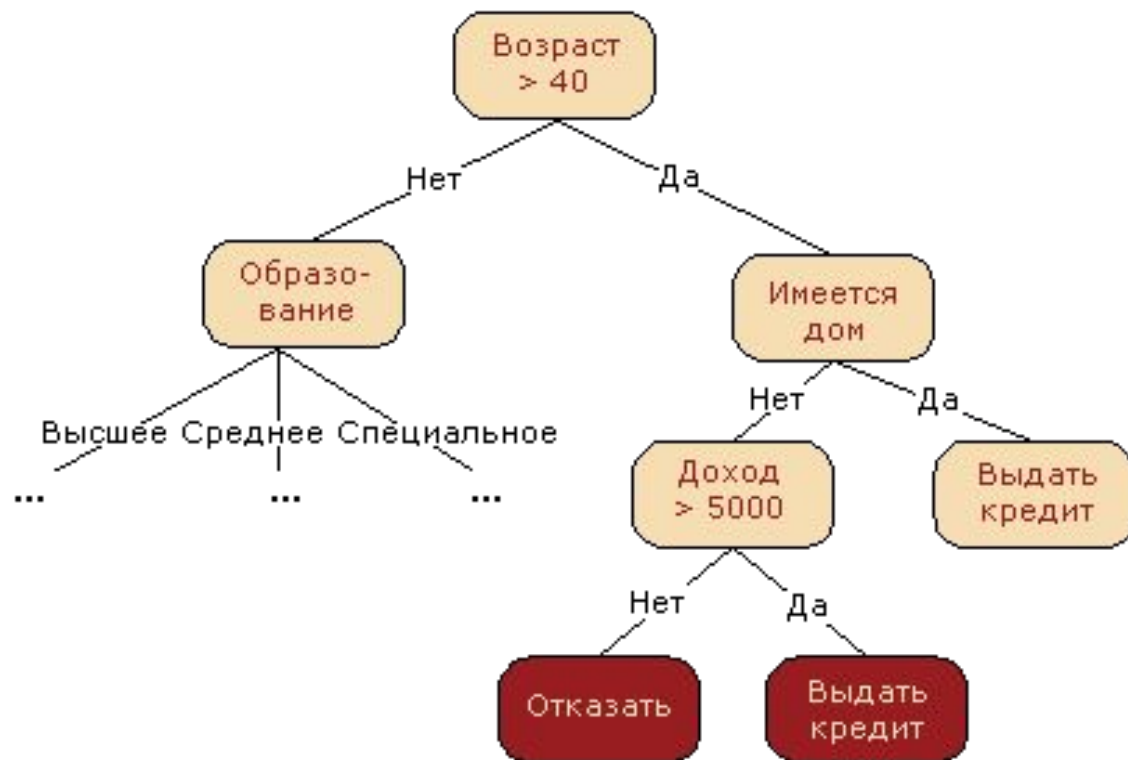 Возраст
> 40
Нет
Да
Образо-
вание
Имеется
дом
Высшее Среднее Специальное
... ... ...
Нет
Да
Доход
> 5000
Выдать
кредит
Нет
Да
Отказать
Выдать
кредит